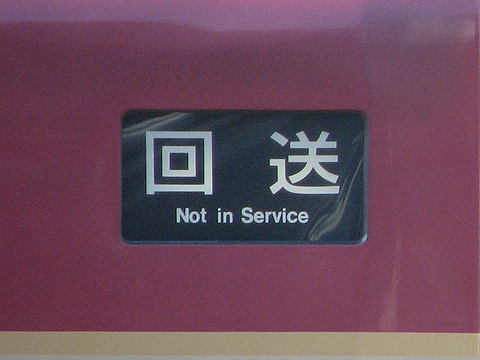 回送
Not in Service